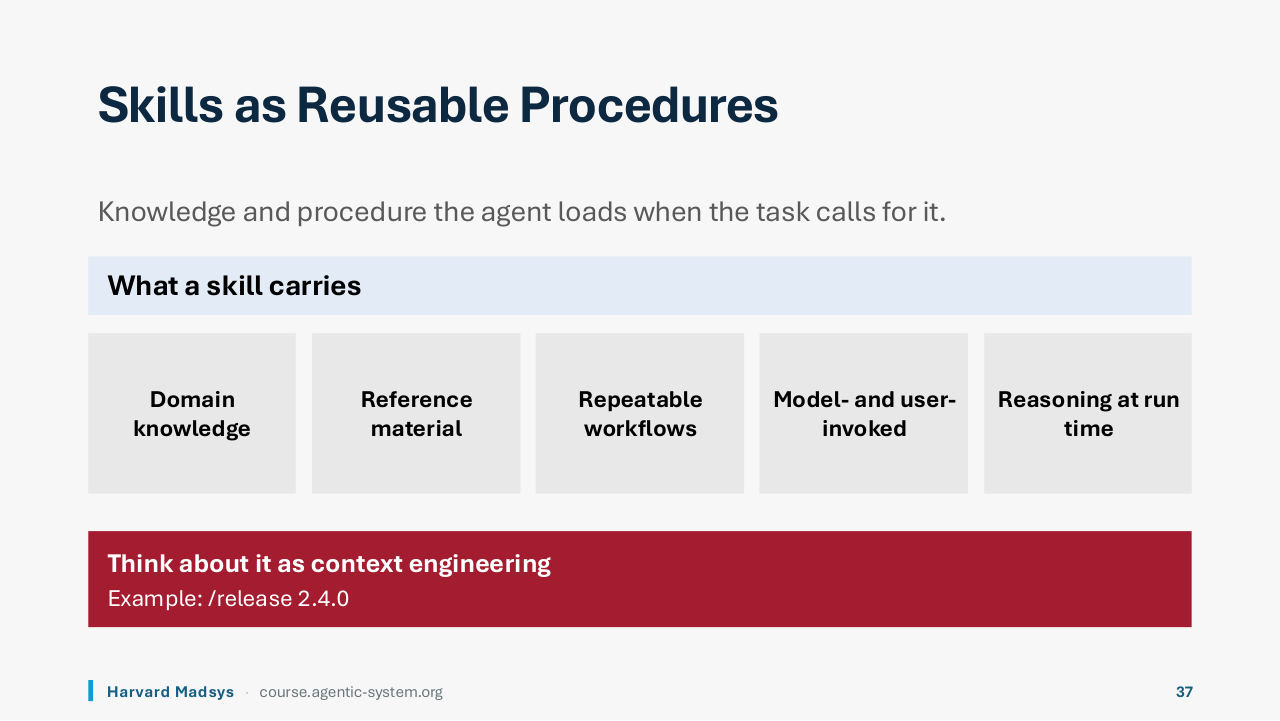 Skills as Reusable Procedures
Knowledge and procedure the agent loads when the task calls for it.
What a skill carries
Domain
knowledge
Reference
material
Repeatable
workflows
Model- and user-
invoked
Reasoning at run
time
Think about it as context engineering
Example: /release 2.4.0
Harvard Madsys · course.agentic-system.org
37